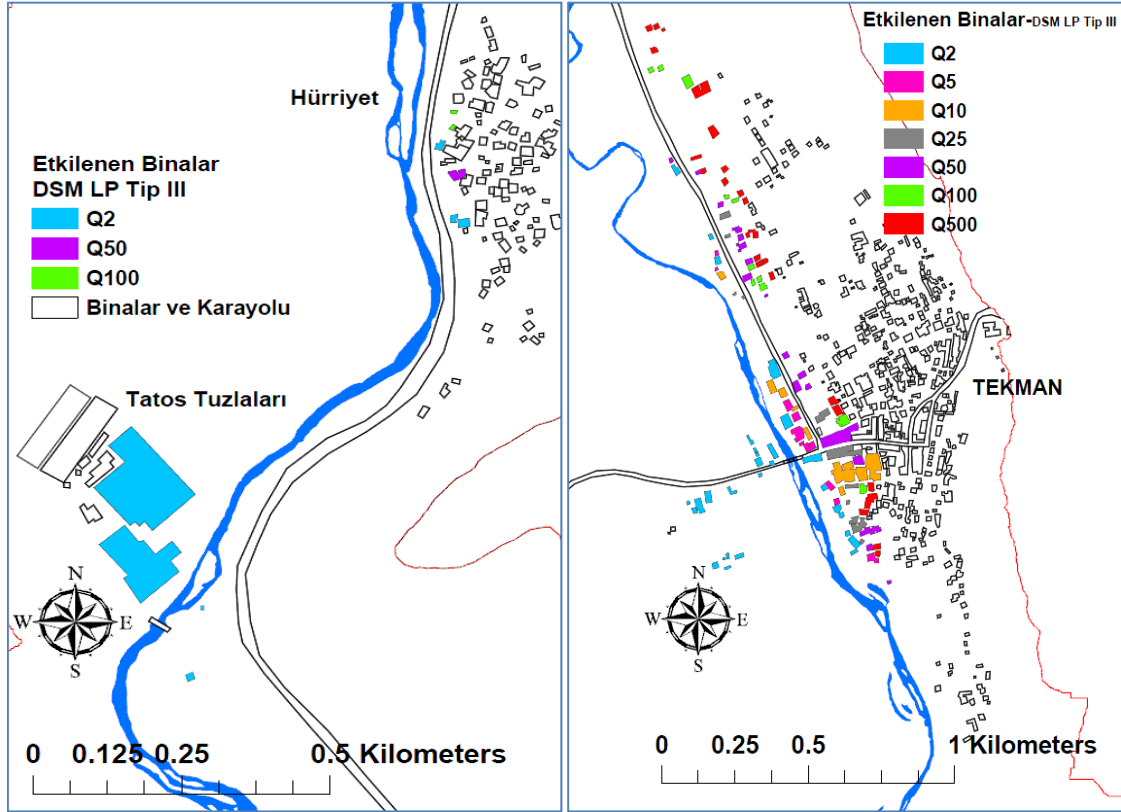 Hürriyet
Etkilenen Binalar
DSM LP Tip III
Q2
Q50
Q100
Binalar ve Karayolu
Tatos Tuzlaları
N
W E
S
0 0.125 0.25 0.5 Kilometers
Etkilenen Binalar-DSM LP Tip III
Q2
Q5
Q10
Q25
Q50
Q100
Q500
TEKMAN
N
W E
S
0 0.25 0.5 1 Kilometers